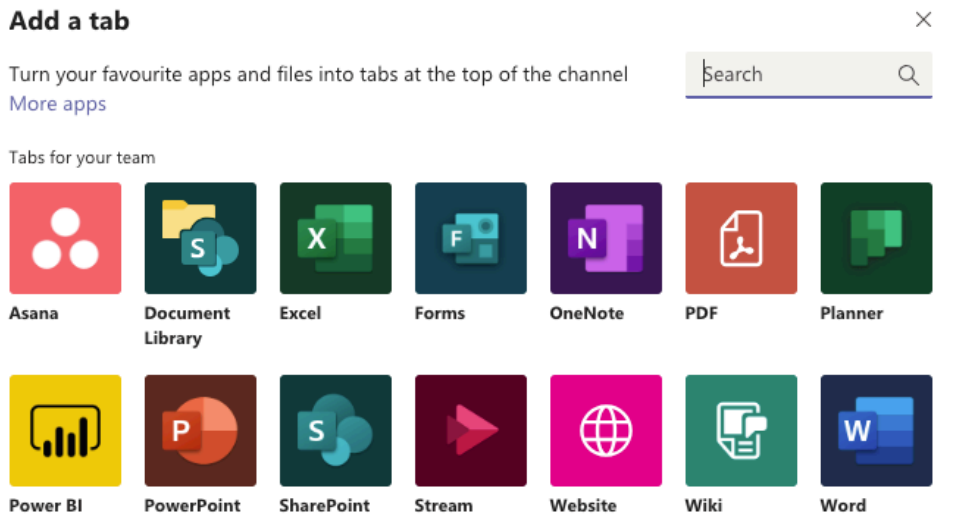 Add a tab
Turn your favourite apps and files into tabs at the top of the channel
Search
More apps
Tabs for your team
S X F N
Asana Document Excel Forms OneNote PDF Planner
Library
P S W
Power BI PowerPoint SharePoint Stream Website Wiki Word